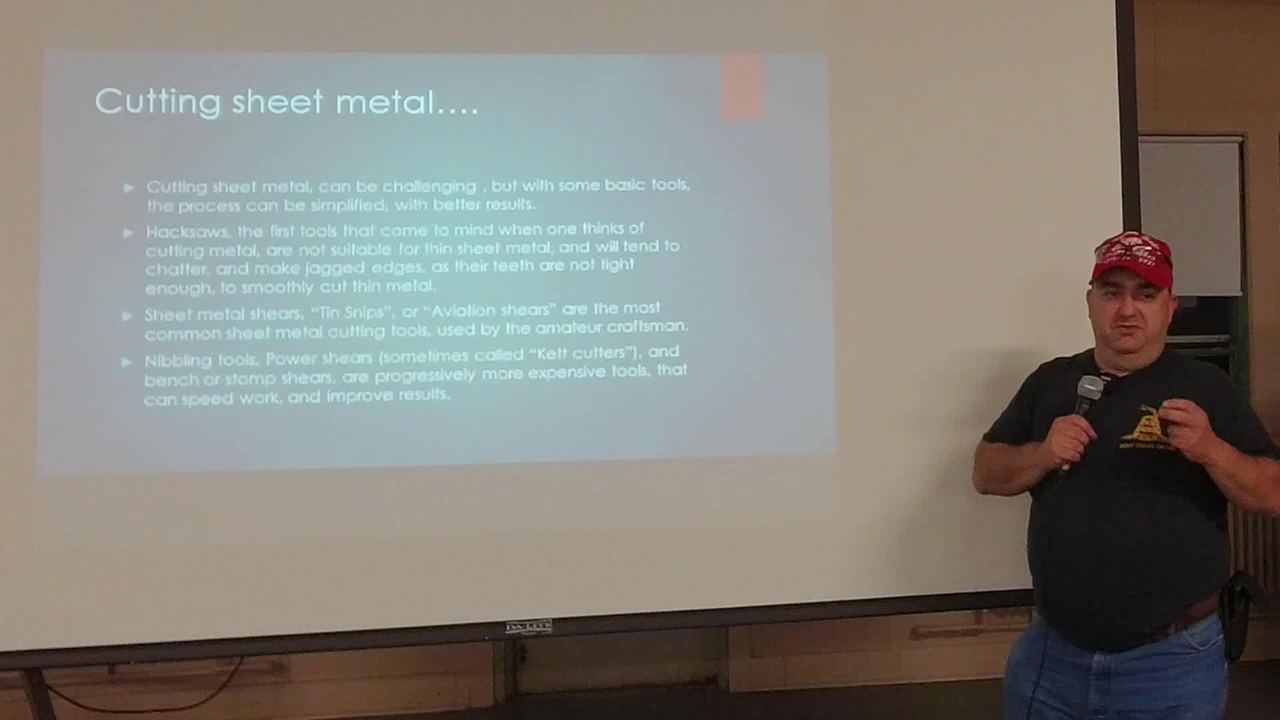 Cutting sheet metal....
Cutting sheet metal, can be challenging , but with some basic tools,
the process can be simplified, with better results.
Hacksaws, the first tools that come to mind when one thinks of
cutting metal, are not suitable for thin sheet metal, and will tend to
chatter, and make jagged edges, as their teeth are not tight
enough, to smoothly cut thin metal.
Sheet metal shears, “Tin Snips”, or “Aviation shears” are the most
common sheet metal cutting tools, used by the amateur craftsman.
Nibbling tools, Power shears (sometimes called “Kett cutters”), and
bench or stomp shears, are progressively more expensive tools, that
can speed work, and improve results.
DA-LITE